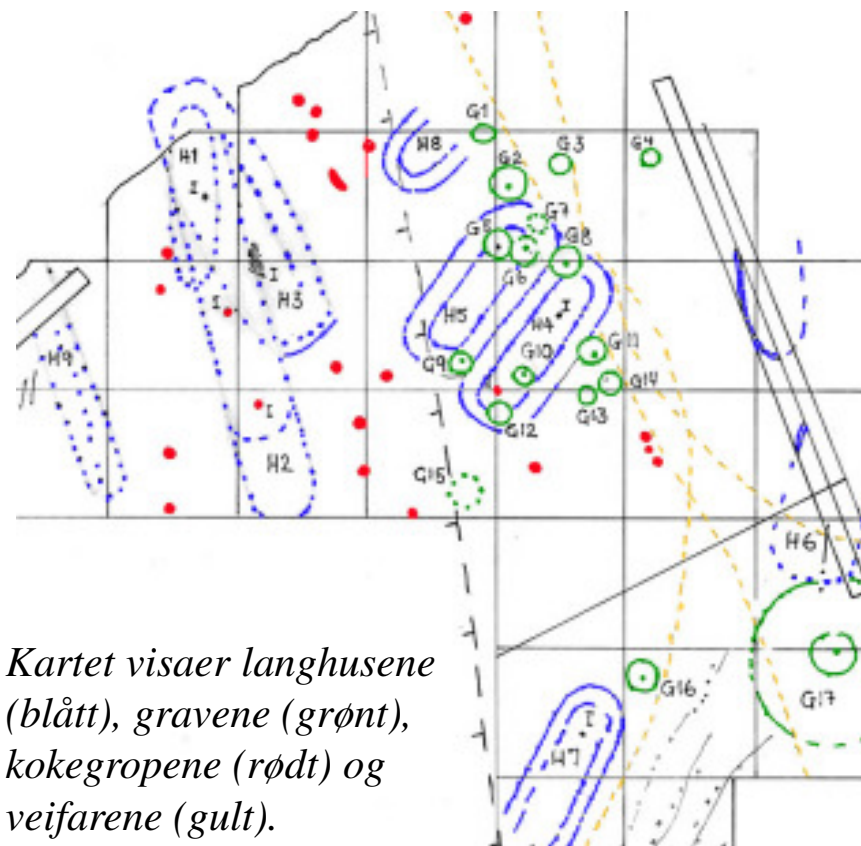 G1
H8
G3
G4
H1
G2
I
G7
G5
G8
G6
I
H3
I
H5
H4
I
H9
G9
G10
G11
G14
I
G12
G13
H2
G15
H6
G16
G17
I
H7
Kartet visaer langhusene
(blått), gravene (grønt),
kokegropene (rødt) og
veifarene (gult).